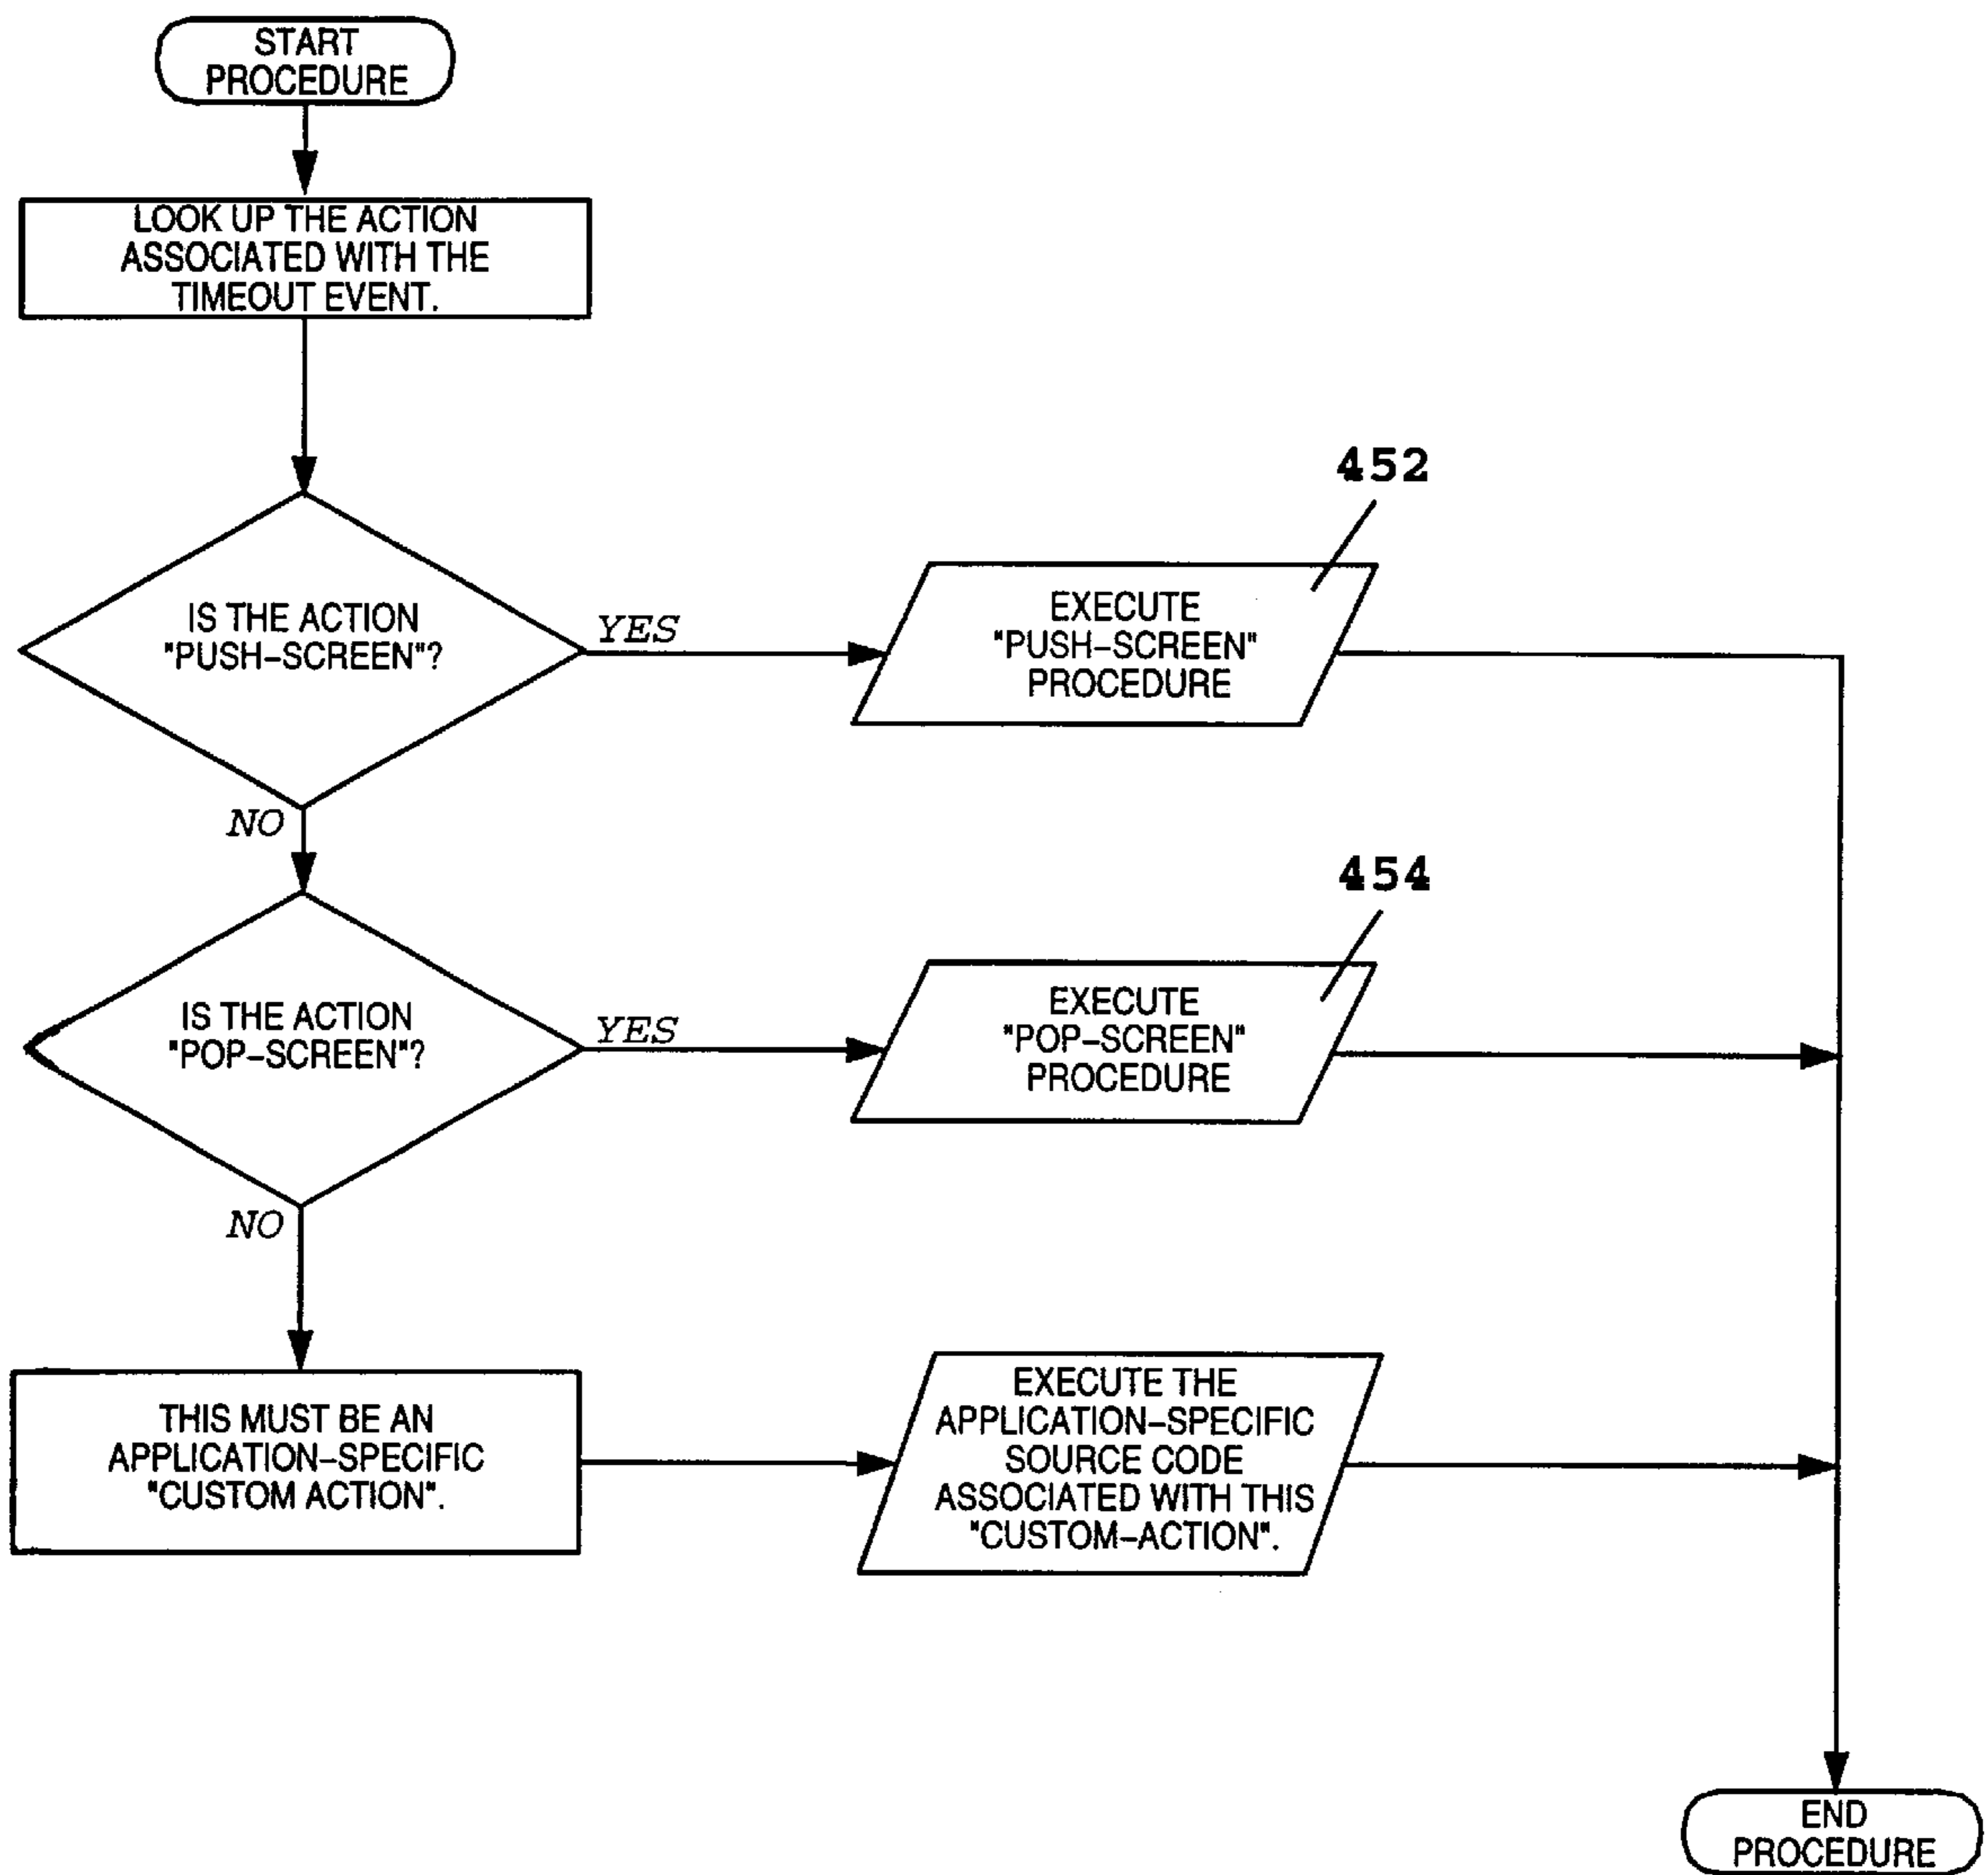 START
PROCEDURE
LOOK UP THE ACTION
ASSOCIATED WITH THE
TIMEOUT EVENT.
452
IS THE ACTION
"PUSH–SCREEN"?
YES
EXECUTE
"PUSH–SCREEN"
PROCEDURE
NO
454
IS THE ACTION
"POP–SCREEN"?
YES
EXECUTE
"POP–SCREEN"
PROCEDURE
NO
THIS MUST BE AN
APPLICATION–SPECIFIC
"CUSTOM ACTION".
EXECUTE THE
APPLICATION–SPECIFIC
SOURCE CODE
ASSOCIATED WITH THIS
"CUSTOM–ACTION".
END
PROCEDURE